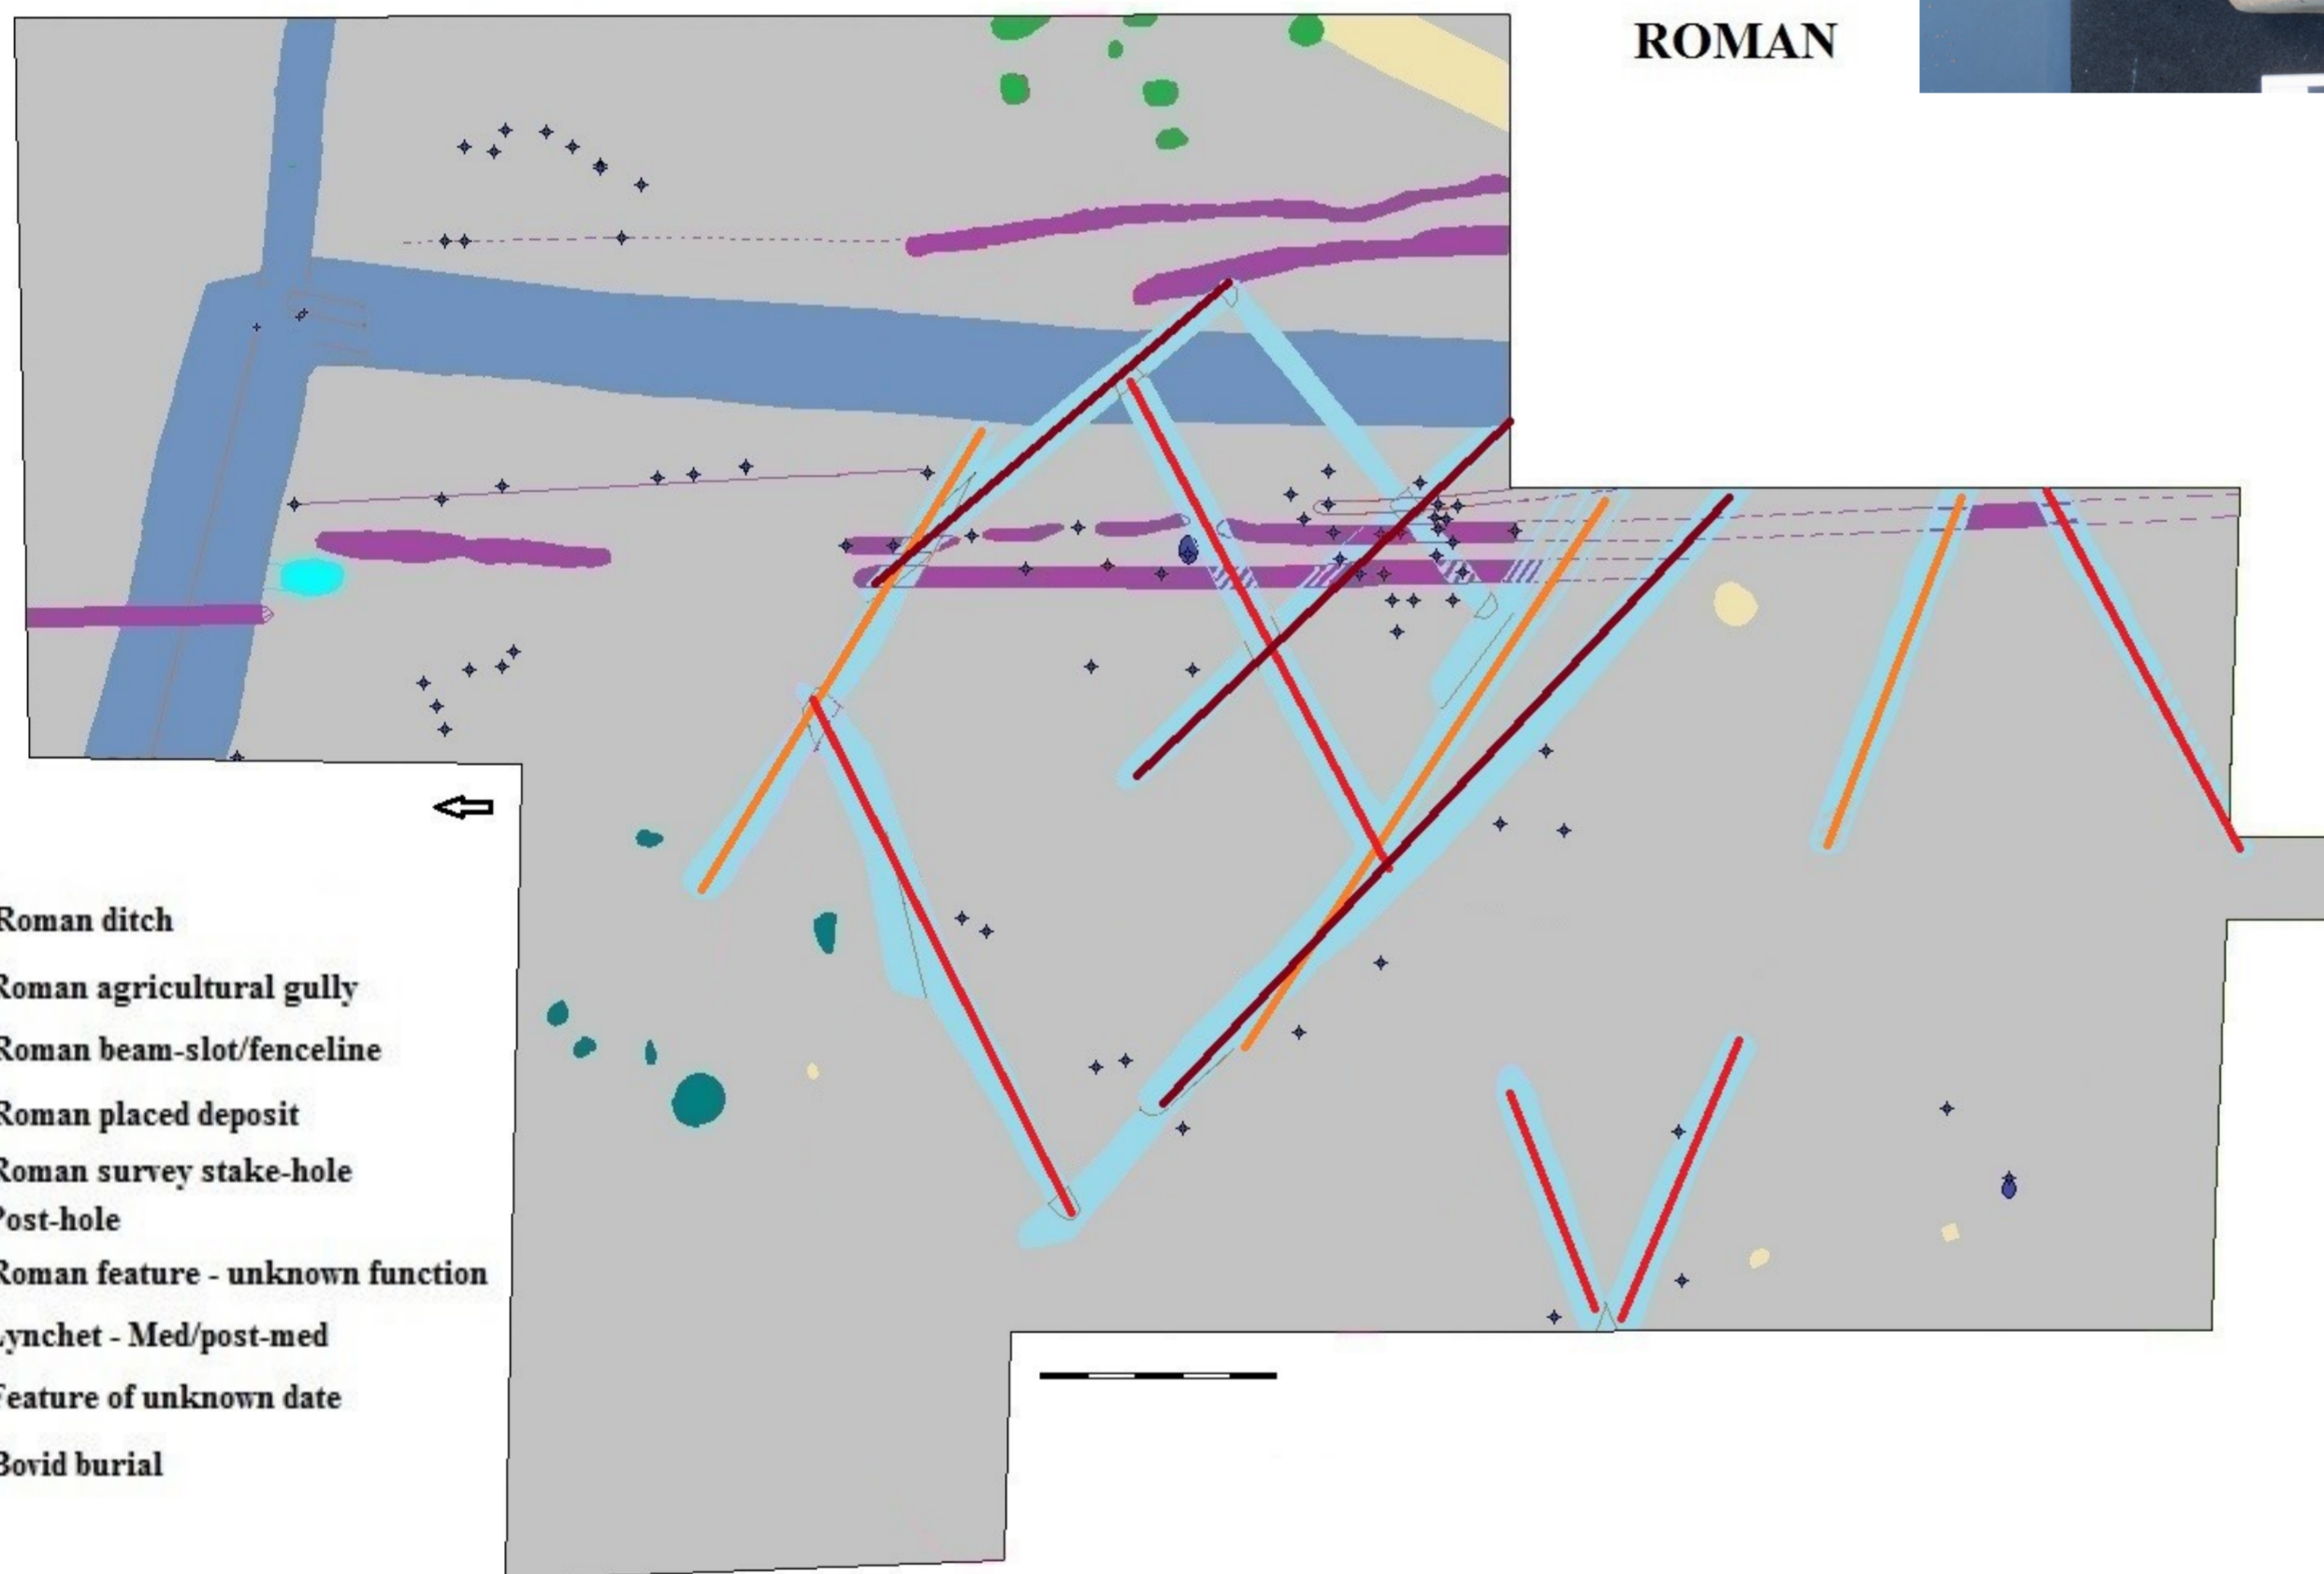 ROMAN
Roman ditch
Roman agricultural gully
Roman beam-slot/fenceline
Roman placed deposit
Roman survey stake-hole
Post-hole
Roman feature - unknown function
Lynchet - Med/post-med
Feature of unknown date
Bovid burial